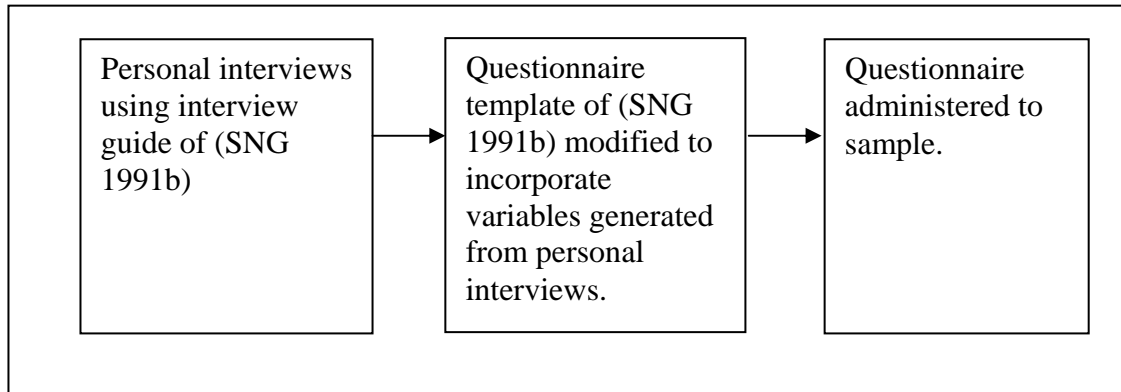 Personal interviews
using interview
guide of (SNG
1991b)
Questionnaire
template of (SNG
1991b) modified to
incorporate
variables generated
from personal
interviews.
Questionnaire
administered to
sample.